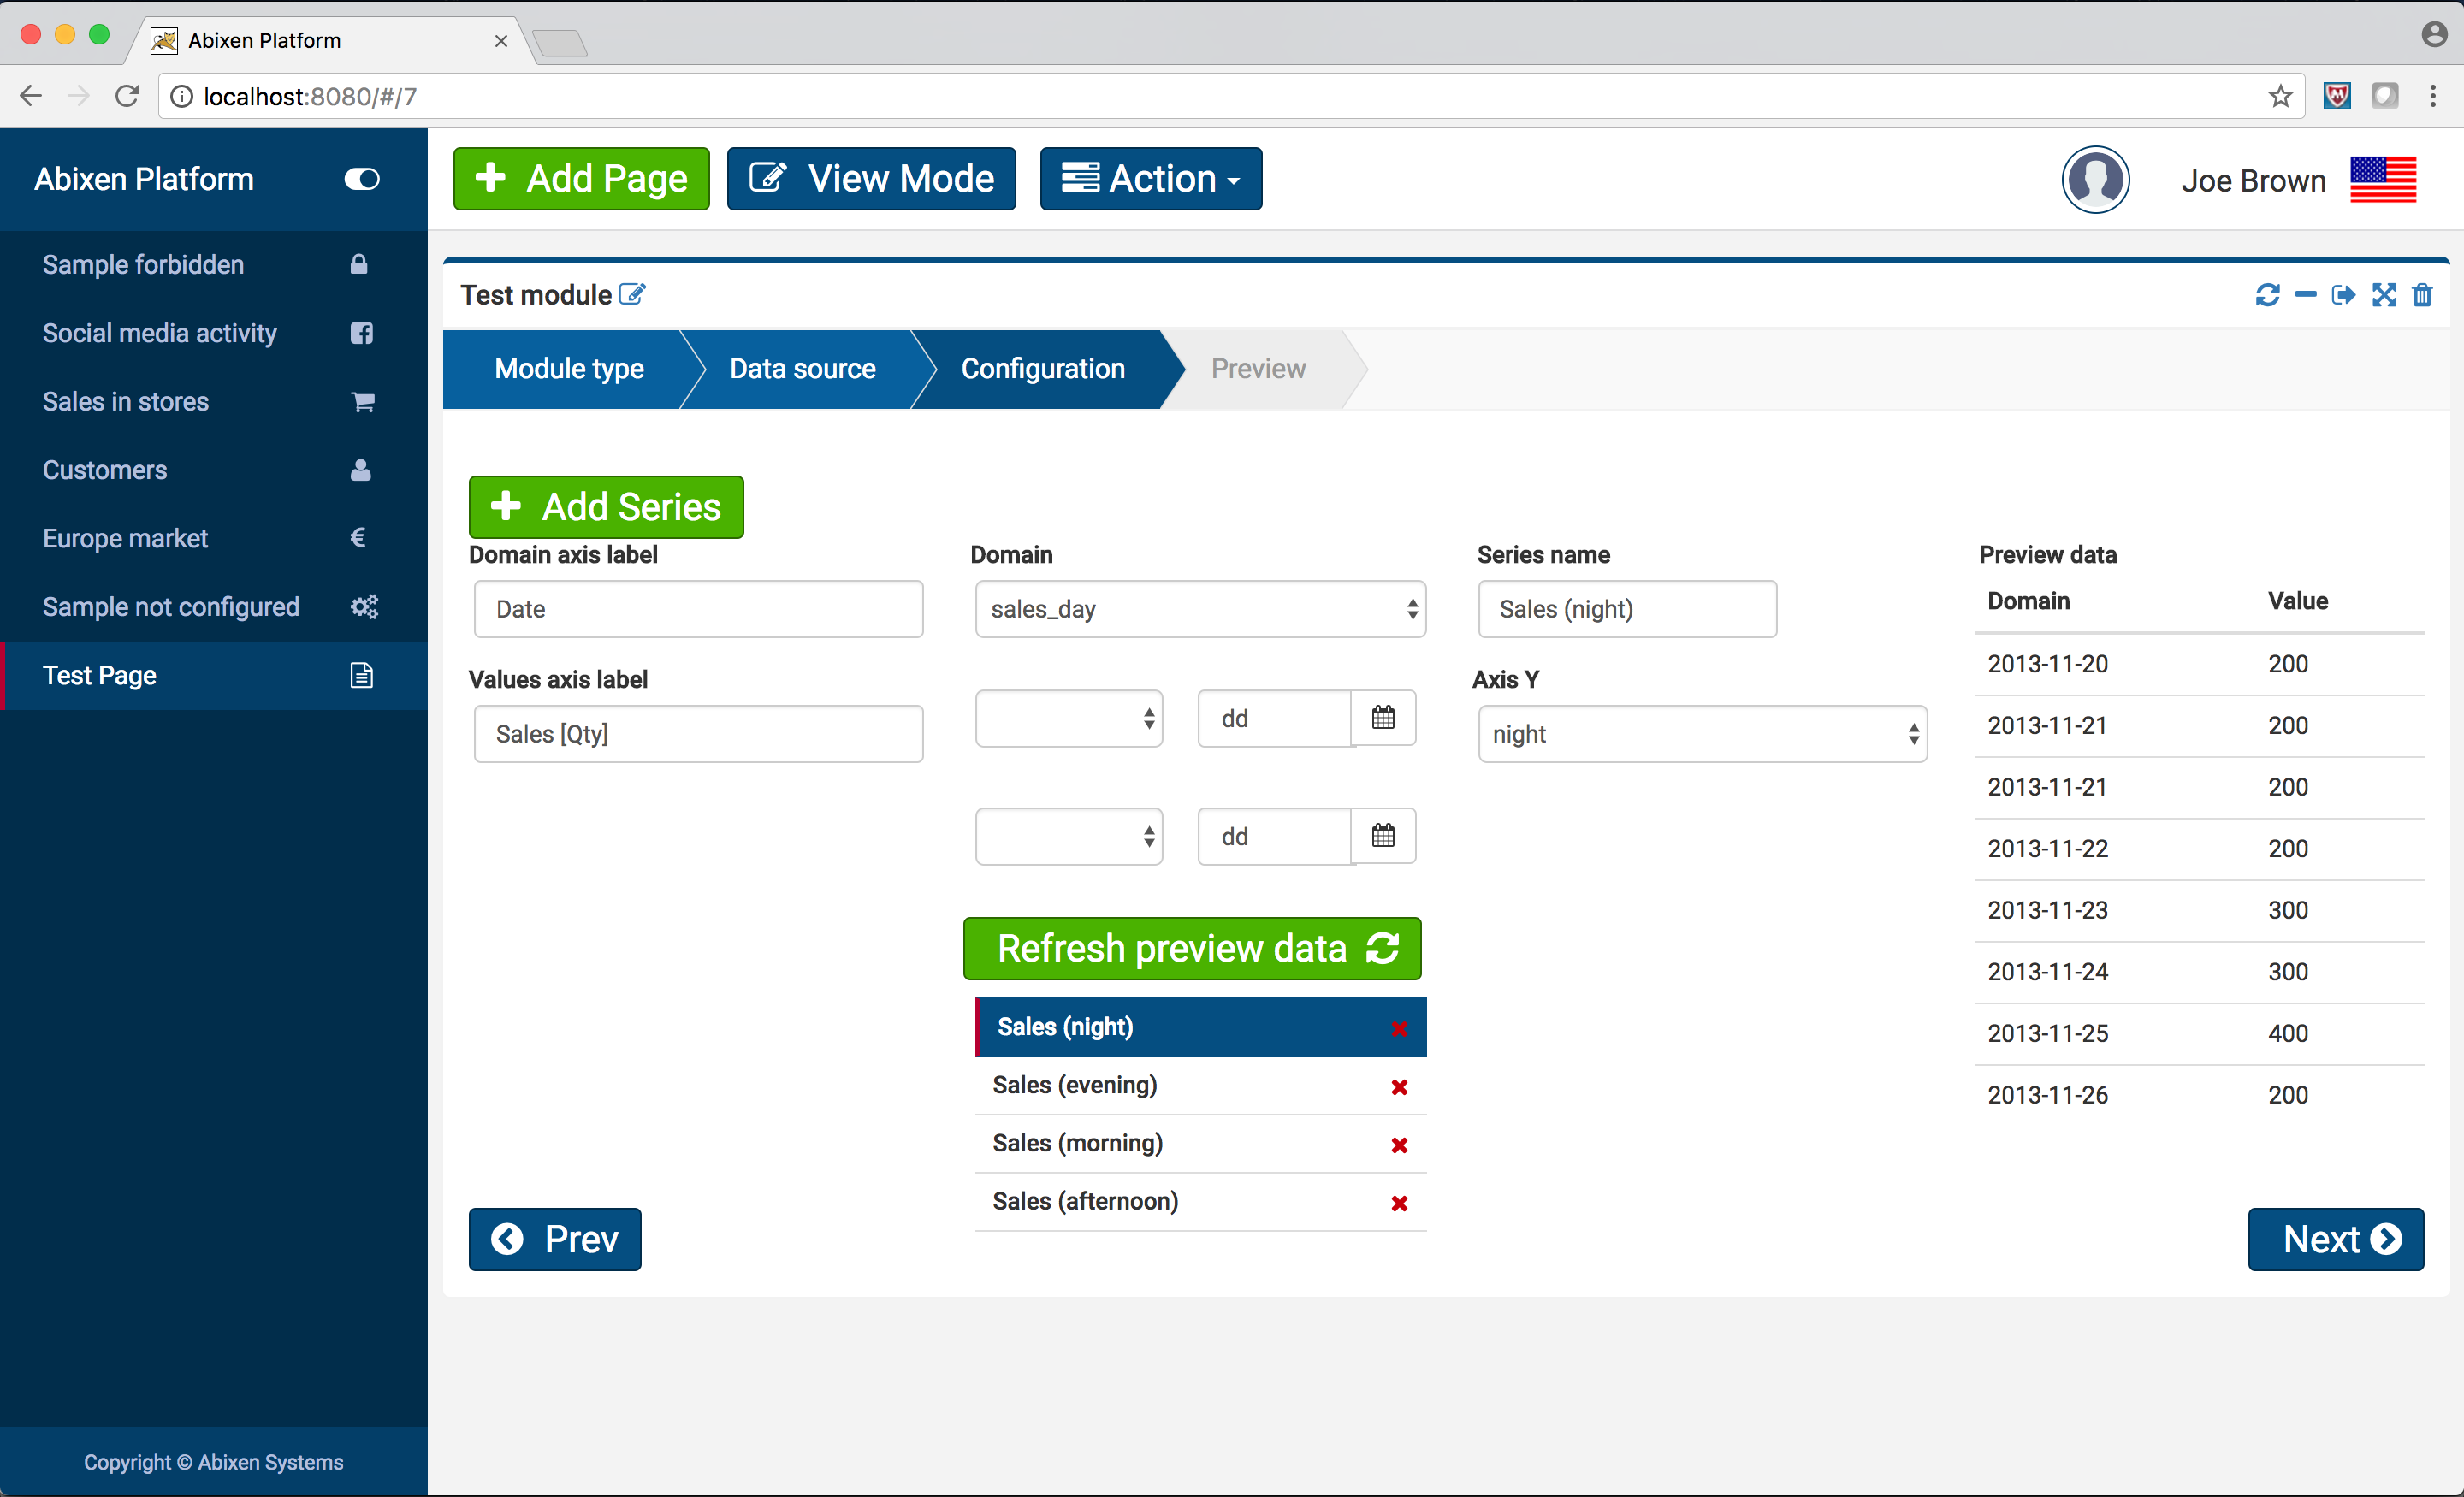 Abixen Platform
localhost:8080/#/7
Abixen Platform
Add Page
View Mode
Action
Joe Brown
Sample forbidden
Social media activity
Sales in stores
Customers
Europe market
Sample not configured
Test Page
Copyright © Abixen Systems
Test module
Module type
Data source
Configuration
Preview
Add Series
Domain axis label
Date
Values axis label
Sales [Qty]
Domain
sales_day
dd
dd
Refresh preview data
Sales (night)
Sales (evening)
Sales (morning)
Sales (afternoon)
Series name
Sales (night)
Axis Y
night
Preview data
Domain Value
2013-11-20 200
2013-11-21 200
2013-11-21 200
2013-11-22 200
2013-11-23 300
2013-11-24 300
2013-11-25 400
2013-11-26 200
Prev
Next